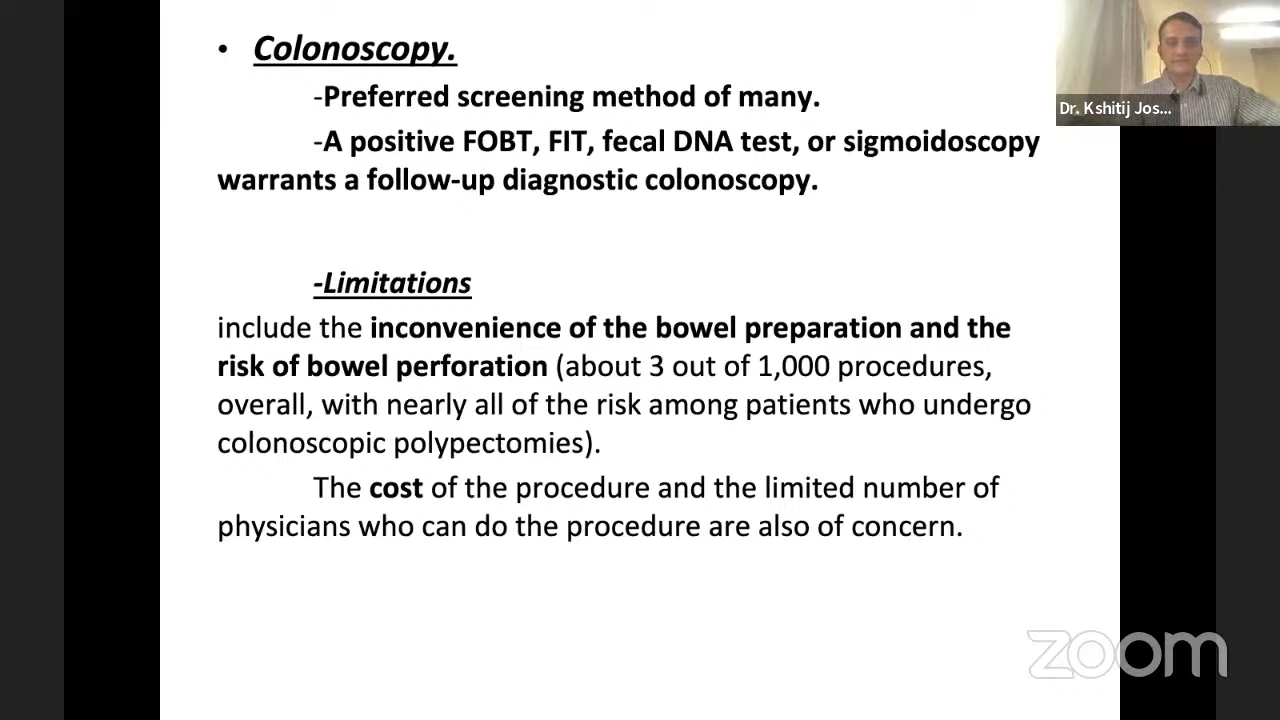 • Colonoscopy.
-Preferred screening method of many.
-A positive FOBT, FIT, fecal DNA test, or sigmoidoscopy
warrants a follow-up diagnostic colonoscopy.
-Limitations
include the inconvenience of the bowel preparation and the
risk of bowel perforation (about 3 out of 1,000 procedures,
overall, with nearly all of the risk among patients who undergo
colonoscopic polypectomies).
The cost of the procedure and the limited number of
physicians who can do the procedure are also of concern.
Dr. Kshitij Jos...
zoom